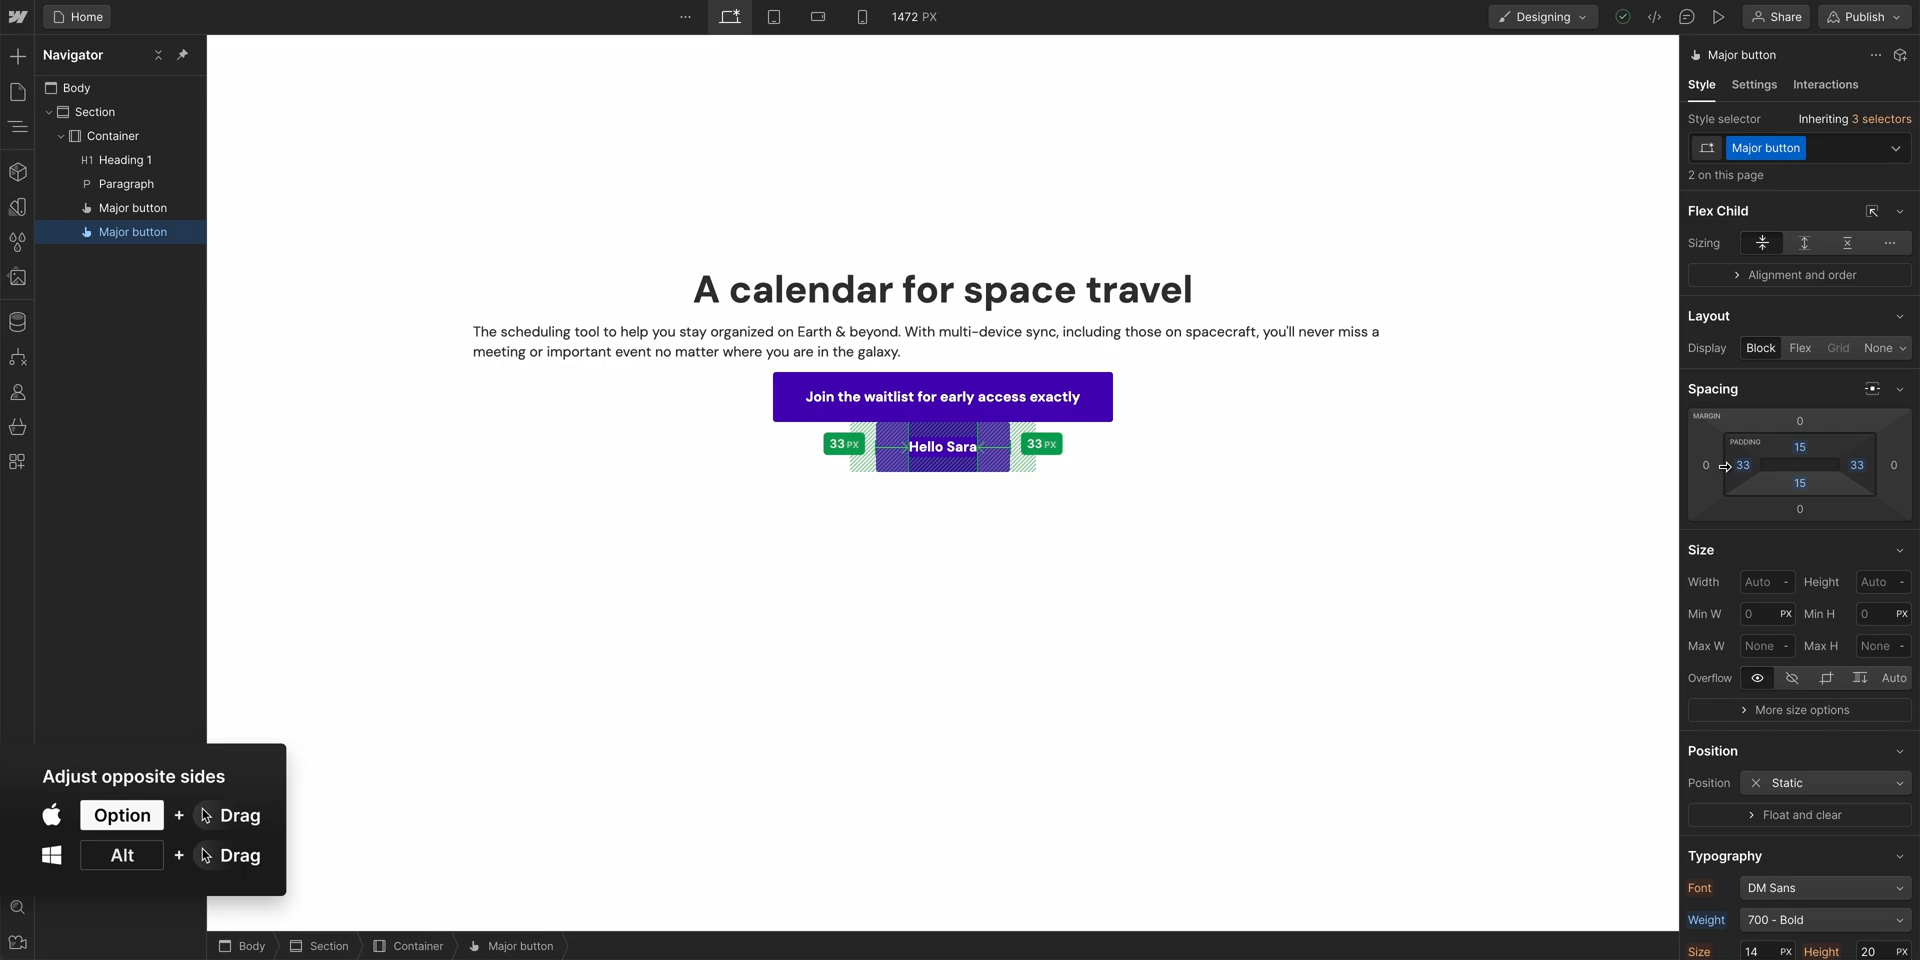 Home
1472 PX
Designing
Share
Publish
Navigator
Body
Section
Container
H1 Heading 1
P Paragraph
Major button
Major button
A calendar for space travel
The scheduling tool to help you stay organized on Earth & beyond. With multi-device sync, including those on spacecraft, you'll never miss a
meeting or important event no matter where you are in the galaxy.
Join the waitlist for early access exactly
33 PX
Hello Sara
33 PX
Adjust opposite sides
Option + Drag
Alt + Drag
Body
Section
Container
Major button
Major button
Style
Settings
Interactions
Style selector
Inheriting 3 selectors
Major button
2 on this page
Flex Child
Sizing
Alignment and order
Layout
Display
Block
Flex
Grid
None
Spacing
MARGIN
0
PADDING
15
0
33
33
0
15
0
Size
Width
Auto -
Height
Auto -
Min W
0 PX
Min H
0 PX
Max W
None -
Max H
None -
Overflow
Auto
More size options
Position
Position
Static
Float and clear
Typography
Font
DM Sans
Weight
700 - Bold
Size
14 PX
Height
20 PX